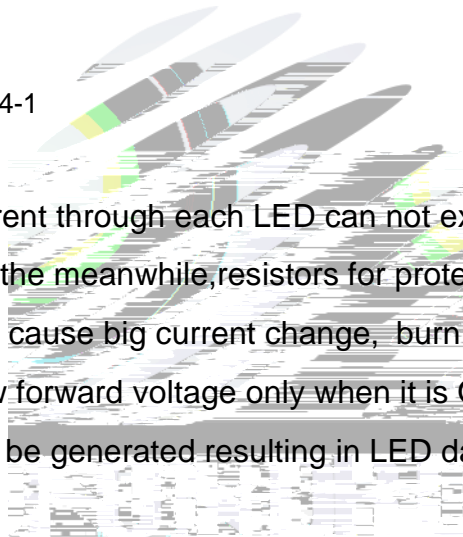 4-1
rent through each LED can not ex
the meanwhile,resistors for prote
cause big current change, burn
forward voltage only when it is
be generated resulting in LED da